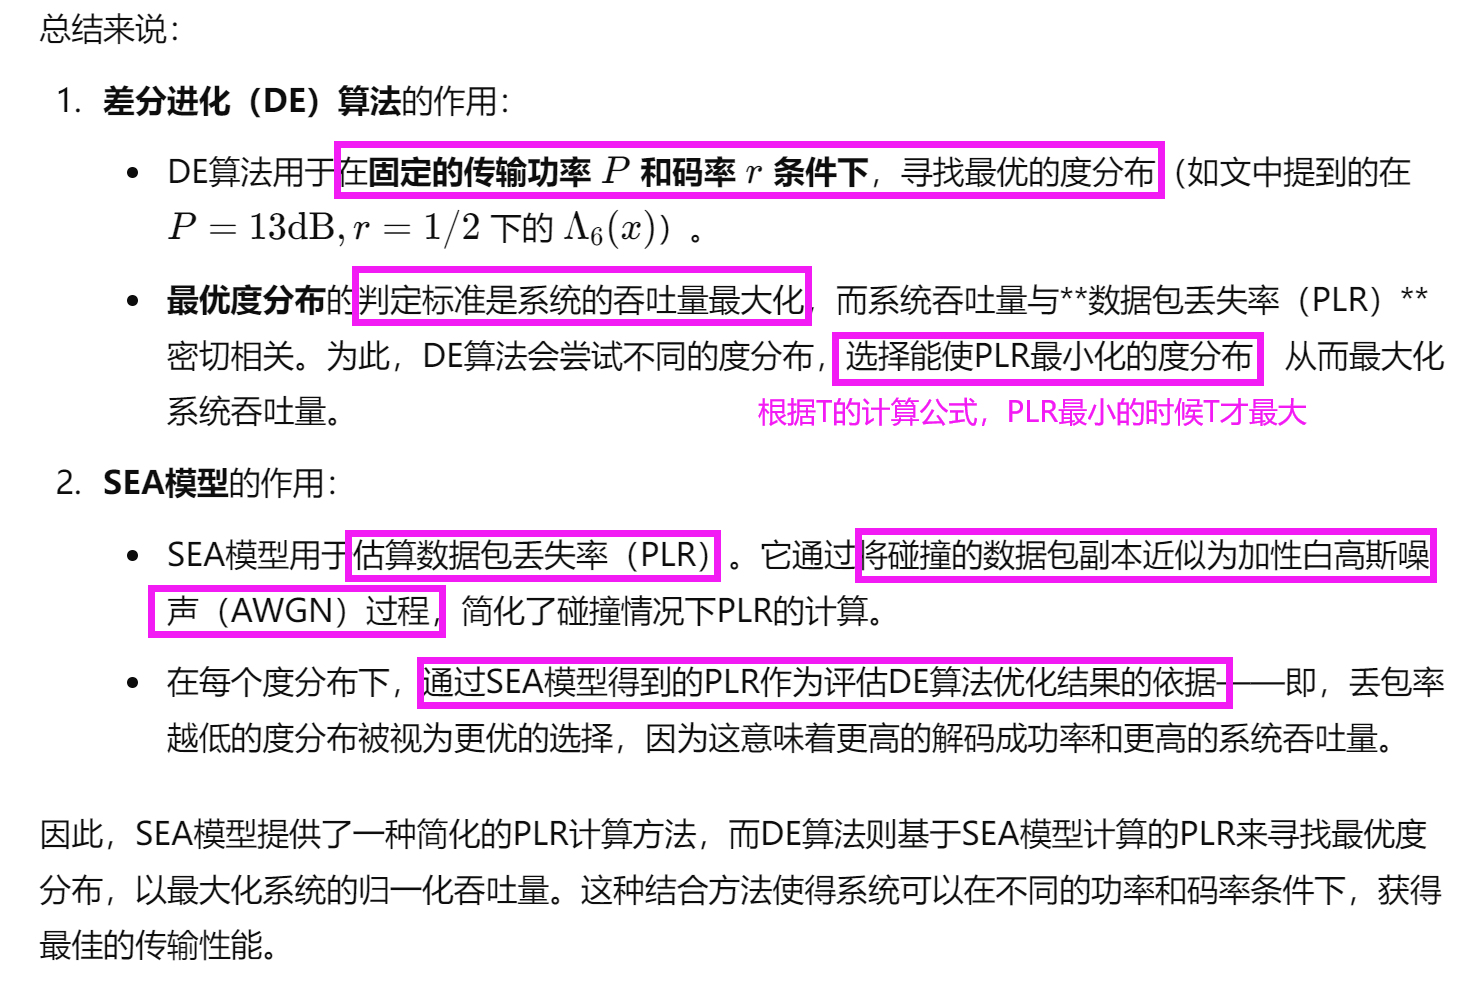 总结来说：
1. 差分进化（DE）算法的作用：
• DE算法用于在固定的传输功率 P 和码率 r 条件下，寻找最优的度分布（如文中提到的在
P = 13dB, r = 1/2 下的 Λ₆(x)）。
• 最优度分布的判定标准是系统的吞吐量最大化，而系统吞吐量与**数据包丢失率（PLR）**
密切相关。为此，DE算法会尝试不同的度分布，选择能使PLR最小化的度分布，从而最大化
系统吞吐量。
根据T的计算公式，PLR最小的时候T才最大
2. SEA模型的作用：
• SEA模型用于估算数据包丢失率（PLR）。它通过将碰撞的数据包副本近似为加性白高斯噪
声（AWGN）过程，简化了碰撞情况下PLR的计算。
• 在每个度分布下，通过SEA模型得到的PLR作为评估DE算法优化结果的依据——即，丢包率
越低的度分布被视为更优的选择，因为这意味着更高的解码成功率和更高的系统吞吐量。
因此，SEA模型提供了一种简化的PLR计算方法，而DE算法则基于SEA模型计算的PLR来寻找最优度
分布，以最大化系统的归一化吞吐量。这种结合方法使得系统可以在不同的功率和码率条件下，获得
最佳的传输性能。